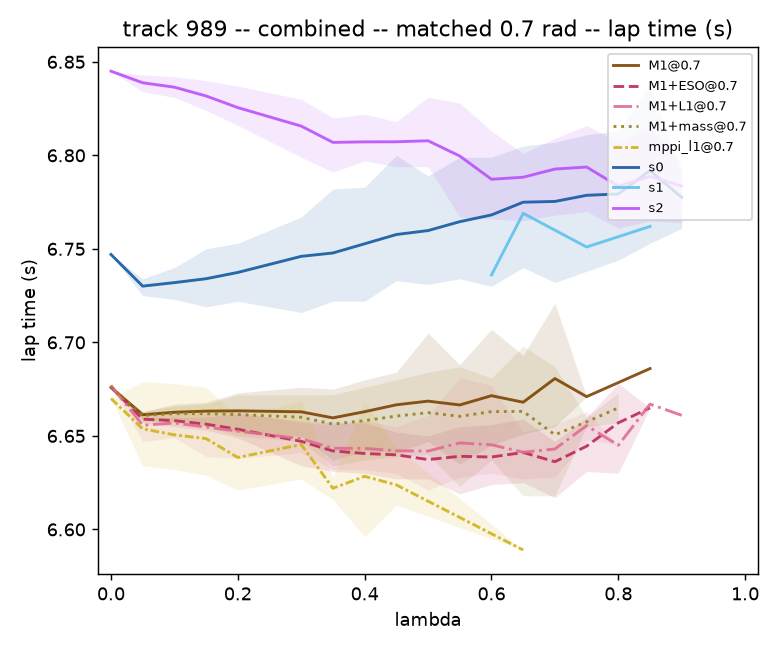 track 989 -- combined -- matched 0.7 rad -- lap time (s)
6.85
6.80
6.75
6.70
6.65
6.60
lap time (s)
M1@0.7
M1+ESO@0.7
M1+L1@0.7
M1+mass@0.7
mppi_l1@0.7
s0
s1
s2
0.0 0.2 0.4 0.6 0.8 1.0
lambda